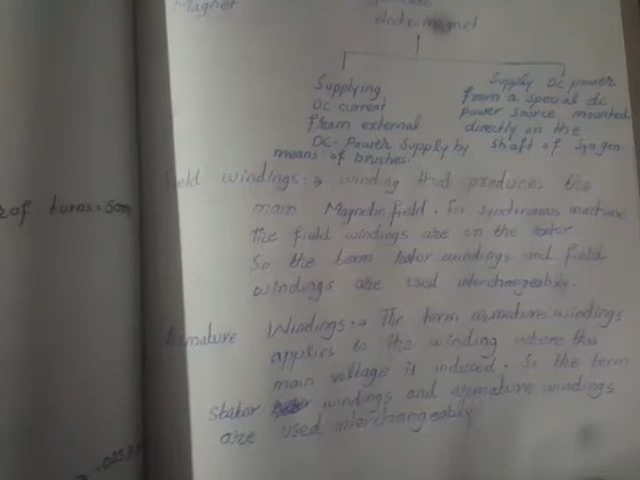 Magnet
electromagnet
Supplying
DC current
from external
DC-Power Supply by
means of brushes.
Supply DC power
from a special dc
power source mounted
directly on the
shaft of Syngen.
Field windings:→ winding that produces the
main Magnetic field. For synchronous machine
the field windings are on the rotor
So the term rotor windings and field
windings are used interchangeably.
Armature Windings:→ The term armature windings
applies to the winding where the
main voltage is induced. So the term
stator windings and armature windings
are used interchangeably
of turns = 50m